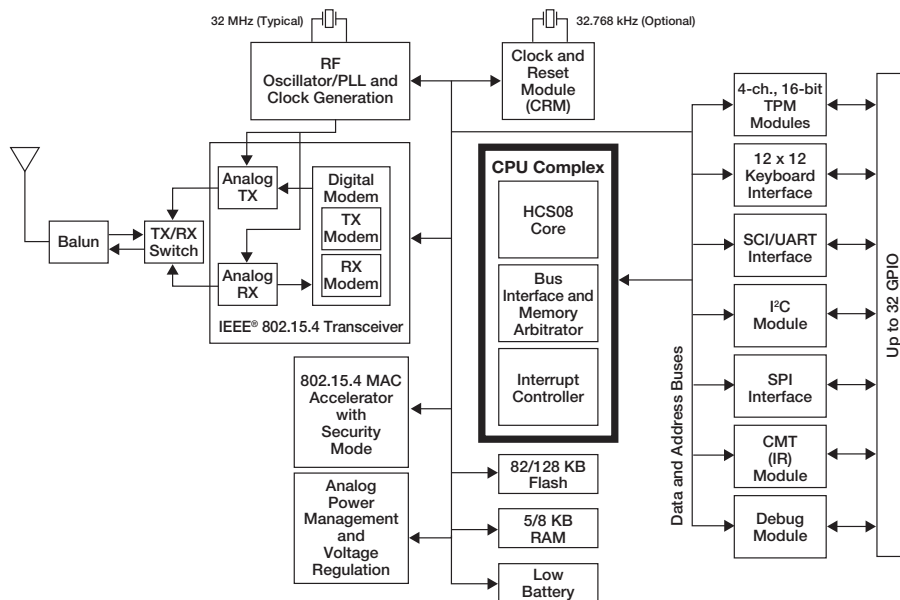 32 MHz (Typical)
32.768 kHz (Optional)
RF
Oscillator/PLL and
Clock Generation
Clock and
Reset
Module
(CRM)
4-ch., 16-bit
TPM
Modules
12 x 12
Keyboard
Interface
SCI/UART
Interface
I²C
Module
SPI
Interface
CMT
(IR)
Module
Debug
Module
Up to 32 GPIO
Data and Address Buses
CPU Complex
HCS08
Core
Bus
Interface and
Memory
Arbitrator
Interrupt
Controller
Balun
TX/RX
Switch
Analog
TX
Analog
RX
Digital
Modem
TX
Modem
RX
Modem
IEEE® 802.15.4 Transceiver
802.15.4 MAC
Accelerator
with
Security
Mode
Analog
Power
Management
and
Voltage
Regulation
82/128 KB
Flash
5/8 KB
RAM
Low
Battery